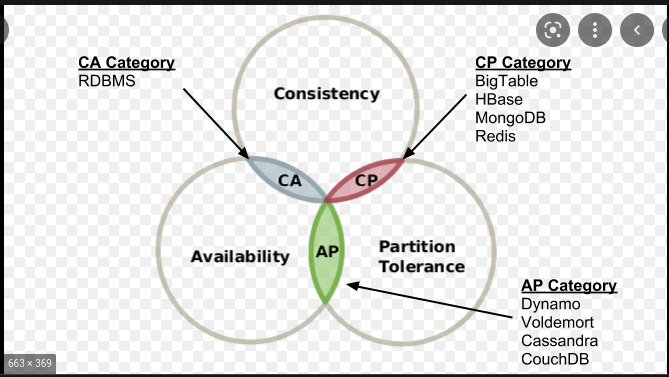 CA Category
RDBMS
CP Category
BigTable
HBase
MongoDB
Redis
Consistency
CA
CP
Availability
AP
Partition
Tolerance
AP Category
Dynamo
Voldemort
Cassandra
CouchDB
663 × 369